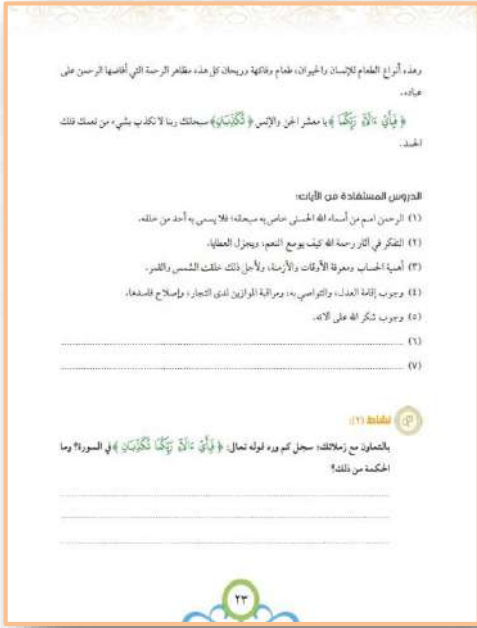 وهذه أنواع الطعام للإنسان والحيوان، طعام وفاكهة وريحان كل هذه مظاهر الرحمة التي أفاضها الرحمن على
عباده.
﴿ فَبِأَيِّ ءَالَآءِ رَبِّكُمَا ﴾ يا معشر الجن والإنس ﴿ تُكَذِّبَانِ ﴾ سبحانك ربنا لا نكذب بشيء من نعمك فلك
الحمد.
الدروس المستفادة من الآيات:
(١) الرحمن اسم من أسماء الله الحسنى خاص به سبحانه؛ فلا يسمى به أحد من خلقه.
(٢) التفكر في آثار رحمة الله كيف يوسع النعم، ويجزل العطايا.
(٣) أهمية الحساب ومعرفة الأوقات والأزمنة، ولأجل ذلك خلقت الشمس والقمر.
(٤) وجوب إقامة العدل، والتواصي به، ومراقبة الموازين لدى التجار، وإصلاح فاسدها.
(٥) وجوب شكر الله على آلائه.
(٦)
(٧)
نشاط (٢):
بالتعاون مع زملائك؛ سجل كم ورد قوله تعالى: ﴿ فَبِأَيِّ ءَالَآءِ رَبِّكُمَا تُكَذِّبَانِ ﴾ في السورة؟ وما
الحكمة من ذلك؟
٢٣